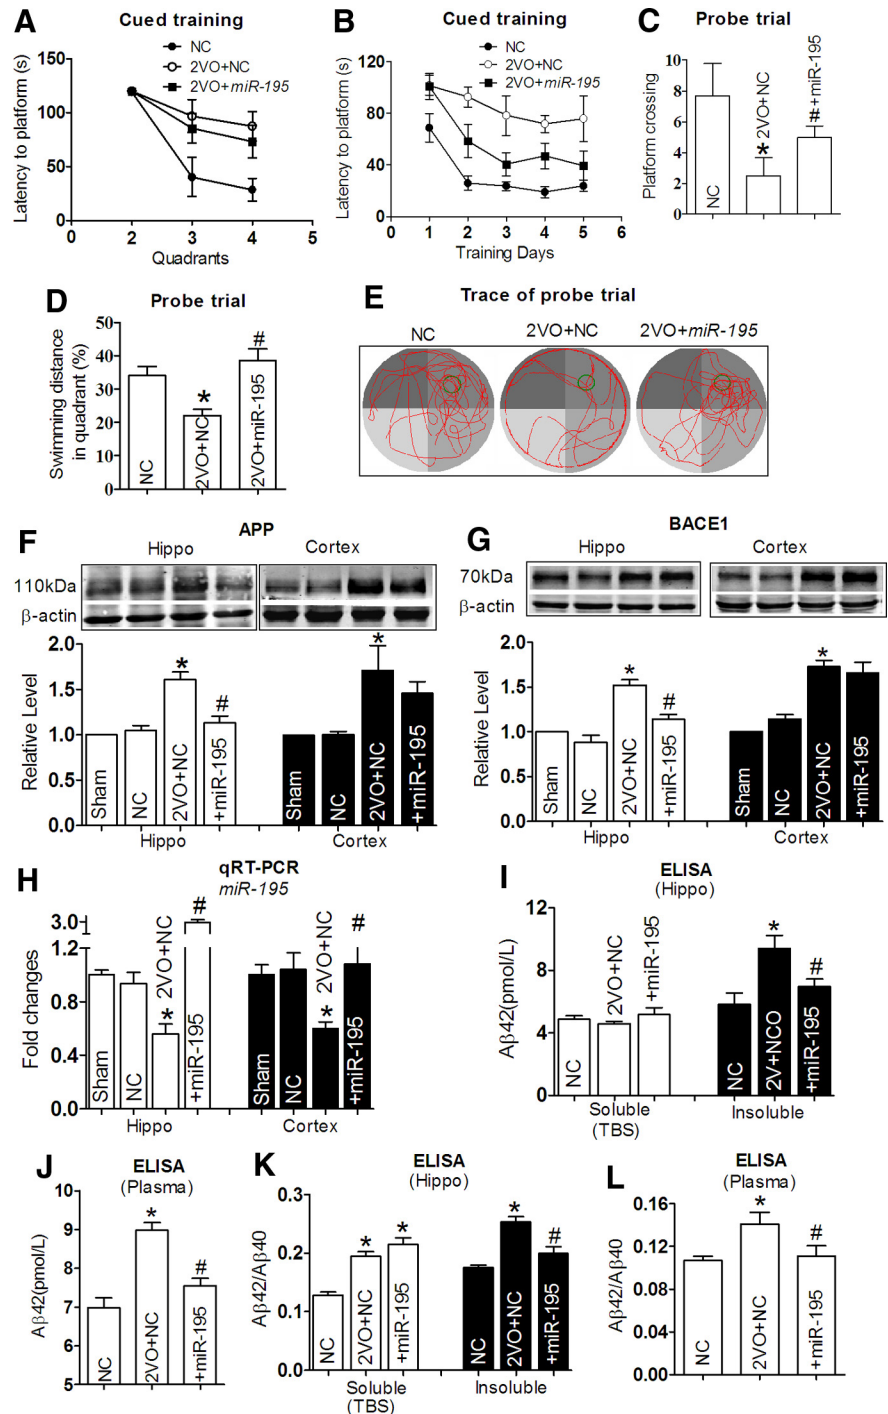 A
Cued training
NC
2VO+NC
2VO+miR-195
Latency to platform (s)
150
100
50
0
0 1 2 3 4 5
Quadrants
B
Cued training
NC
2VO+NC
2VO+miR-195
Latency to platform (s)
120
80
40
0
0 1 2 3 4 5 6
Training Days
C
Probe trial
Platform crossing
10
8
6
4
2
0
NC
* 2VO+NC
# +miR-195
D
Probe trial
Swimming distance
in quadrant (%)
50
40
30
20
10
0
NC
*
2VO+NC
#
2VO+miR-195
E
Trace of probe trial
NC 2VO+NC 2VO+miR-195
F
APP
Hippo Cortex
110kDa
β-actin
Relative Level
2.0
1.5
1.0
0.5
0.0
Sham
NC
*
2VO+NC
#
+miR-195
Sham
NC
*
2VO+NC
+miR-195
Hippo Cortex
G
BACE1
Hippo Cortex
70kDa
β-actin
Relative Level
2.0
1.5
1.0
0.5
0.0
Sham
NC
*
2VO+NC
#
+miR-195
Sham
NC
*
2VO+NC
+miR-195
Hippo Cortex
H
qRT-PCR
miR-195
Fold changes
3.0
1.2
0.8
0.4
0.0
Sham
NC
* 2VO+NC
#
+miR-195
Sham
NC
* 2VO+NC
#
+miR-195
Hippo Cortex
I
ELISA
(Hippo)
Aβ42(pmol/L)
12
8
4
0
NC
2VO+NC
+miR-195
NC
*
2V+NCO
#
+miR-195
Soluble Insoluble
(TBS)
J
ELISA
(Plasma)
Aβ42(pmol/L)
10
9
8
7
6
5
NC
*
2VO+NC
#
+miR-195
K
ELISA
(Hippo)
Aβ42/Aβ40
0.3
0.2
0.1
0.0
NC
*
2VO+NC
*
+miR-195
NC
*
2VO+NC
#
+miR-195
Soluble Insoluble
(TBS)
L
ELISA
(Plasma)
Aβ42/Aβ40
0.16
0.12
0.08
0.04
0.00
NC
*
2VO+NC
#
+miR-195